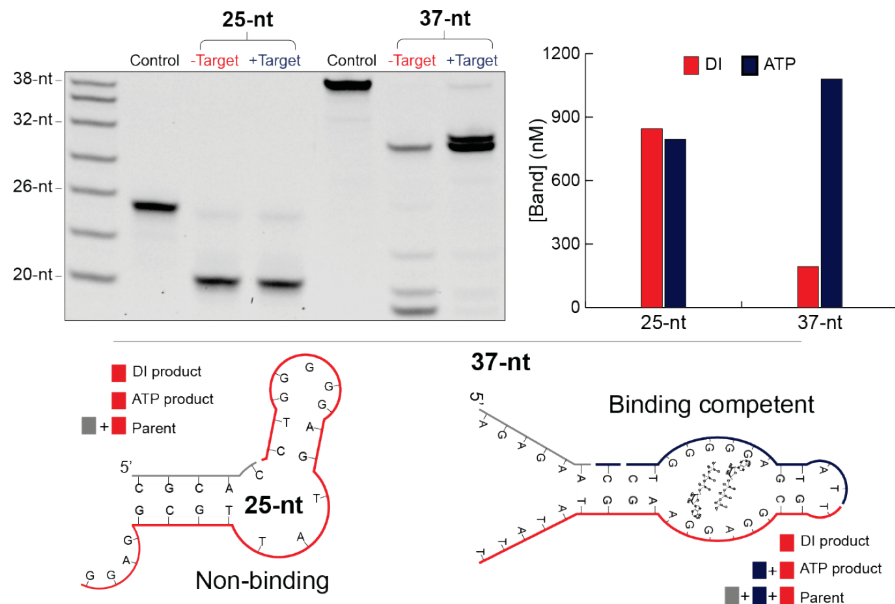 25-nt
37-nt
Control
-Target
+Target
Control
-Target
+Target
38-nt
32-nt
26-nt
20-nt
DI
ATP
[Band] (nM)
1200
900
600
300
0
25-nt
37-nt
DI product
ATP product
+ Parent
5'
C G C A C
C T G G G G G A G
T A T
G C G T
A G G
25-nt
Non-binding
37-nt
5'
Binding competent
A G A G A
A C C T G G G G G A G T A T T
DI product
+ ATP product
+ + Parent